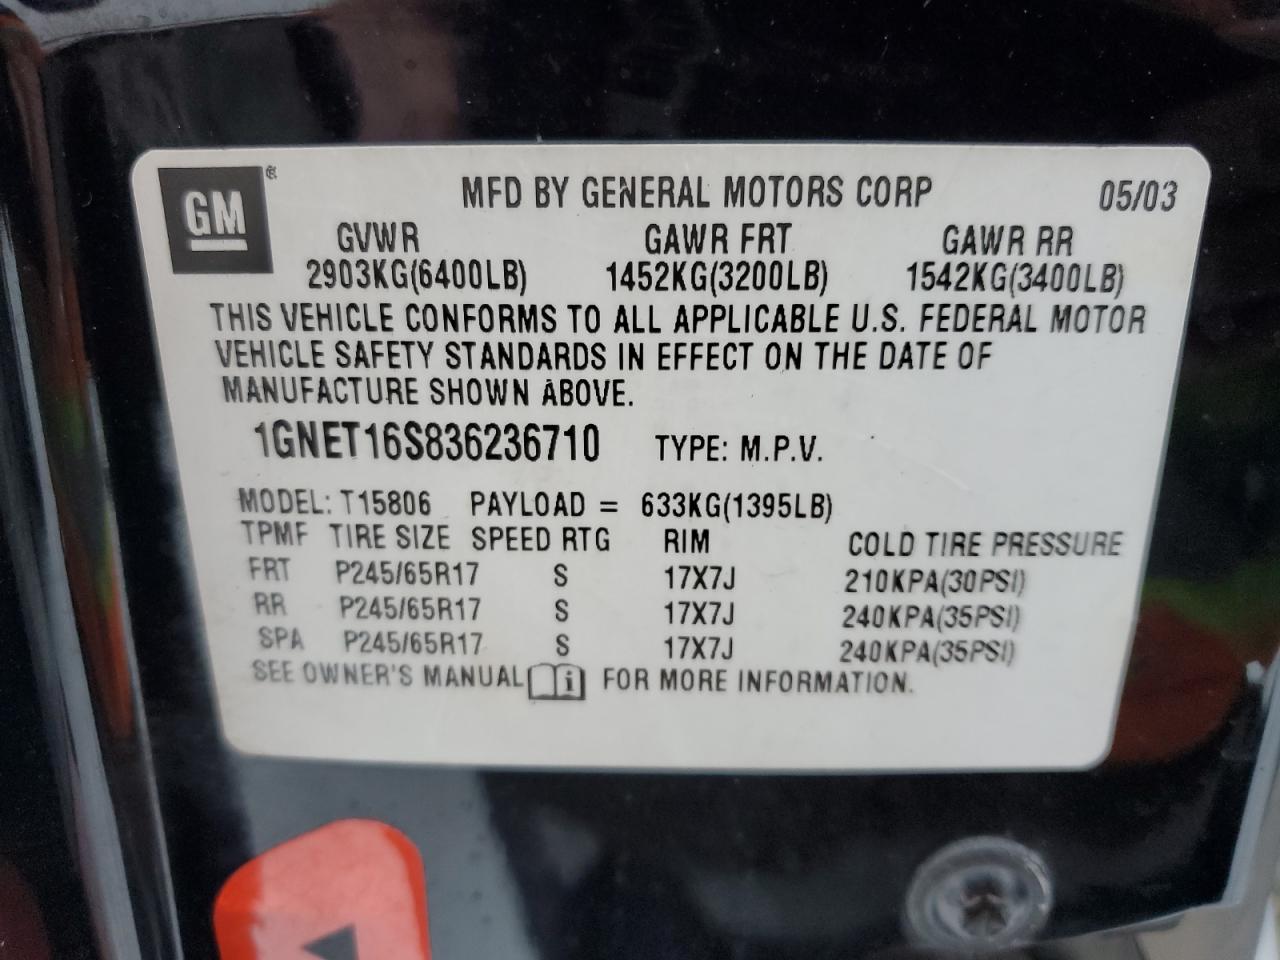 GM®
MFD BY GENERAL MOTORS CORP 05/03
GVWR GAWR FRT GAWR RR
2903KG(6400LB) 1452KG(3200LB) 1542KG(3400LB)
THIS VEHICLE CONFORMS TO ALL APPLICABLE U.S. FEDERAL MOTOR
VEHICLE SAFETY STANDARDS IN EFFECT ON THE DATE OF
MANUFACTURE SHOWN ABOVE.
1GNET16S836236710 TYPE: M.P.V.
MODEL: T15806 PAYLOAD = 633KG(1395LB)
TPMF TIRE SIZE SPEED RTG RIM COLD TIRE PRESSURE
FRT P245/65R17 S 17X7J 210KPA(30PSI)
RR P245/65R17 S 17X7J 240KPA(35PSI)
SPA P245/65R17 S 17X7J 240KPA(35PSI)
SEE OWNER'S MANUAL i FOR MORE INFORMATION.